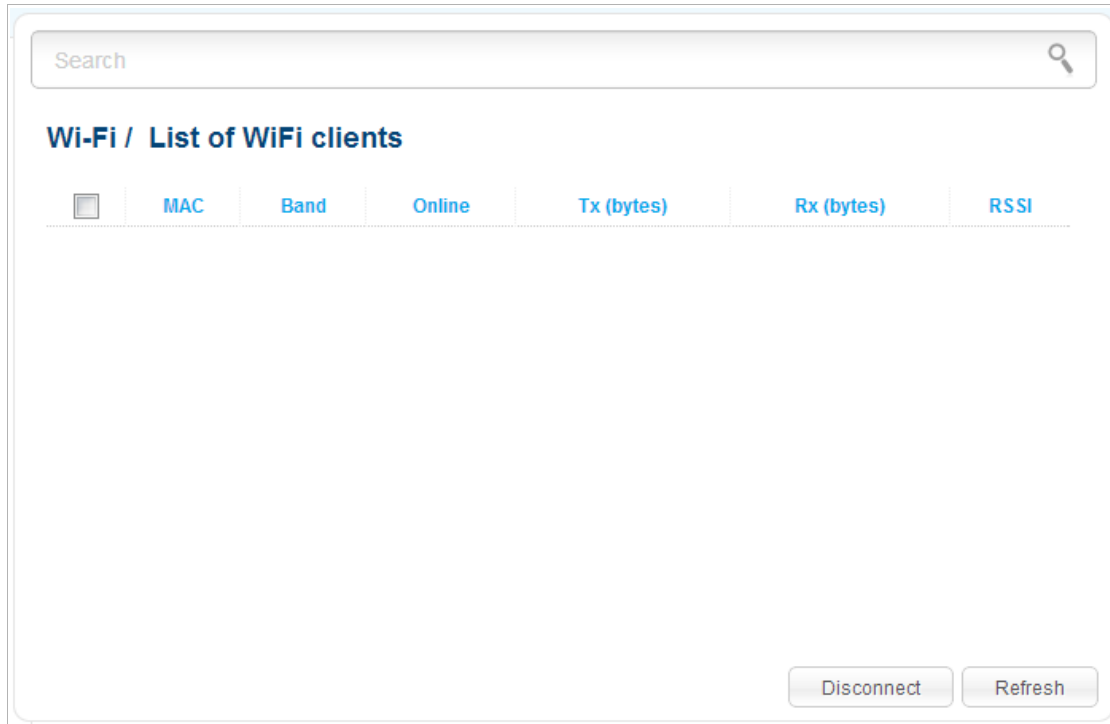 Search
Wi-Fi / List of WiFi clients
MAC Band Online Tx (bytes) Rx (bytes) RSSI
Disconnect Refresh